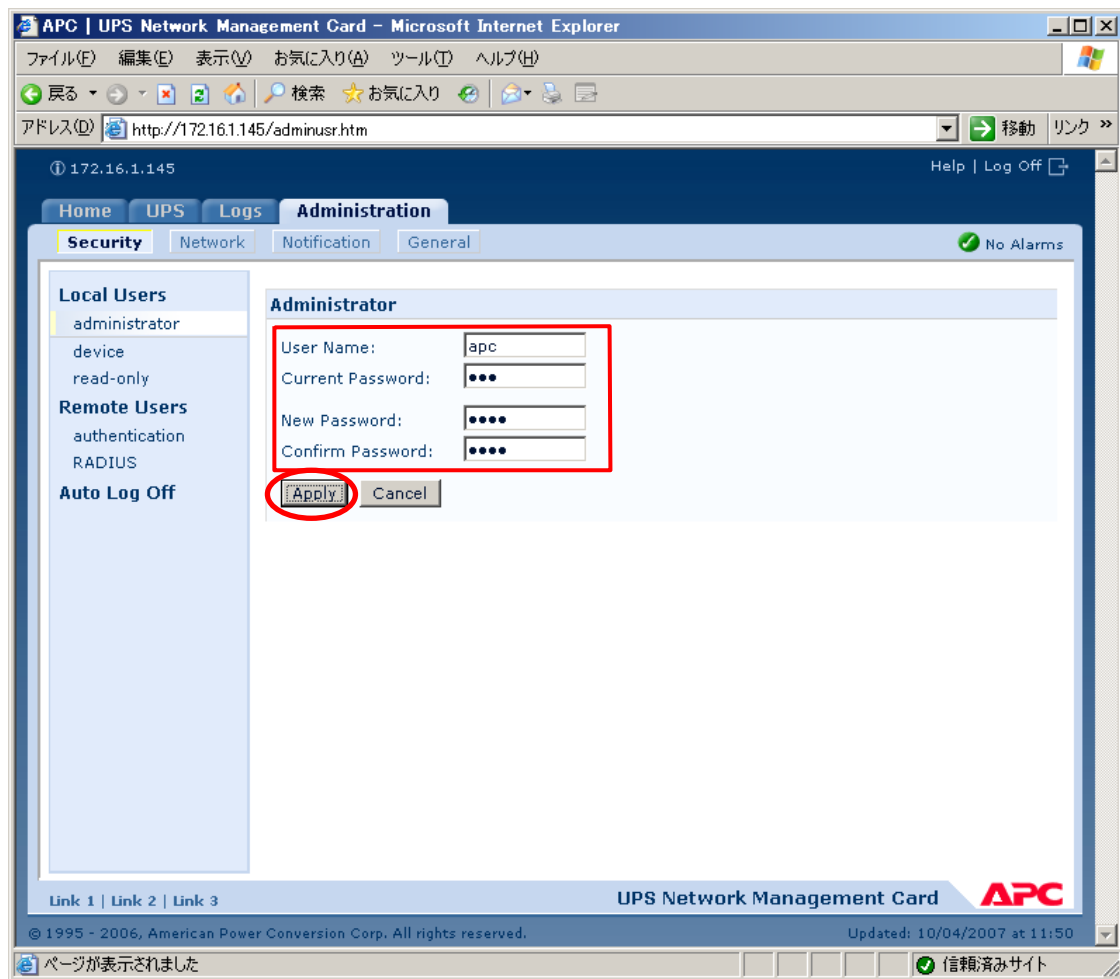 APC | UPS Network Management Card - Microsoft Internet Explorer
ファイル(F) 編集(E) 表示(V) お気に入り(A) ツール(T) ヘルプ(H)
戻る 検索 お気に入り
アドレス(D) http://172.16.1.145/adminusr.htm 移動 リンク »
172.16.1.145 Help | Log Off
Home UPS Logs Administration
Security Network Notification General No Alarms
Local Users
administrator
device
read-only
Remote Users
authentication
RADIUS
Auto Log Off
Administrator
User Name: apc
Current Password: •••
New Password: ••••
Confirm Password: ••••
Apply Cancel
Link 1 | Link 2 | Link 3 UPS Network Management Card APC
© 1995 - 2006, American Power Conversion Corp. All rights reserved. Updated: 10/04/2007 at 11:50
ページが表示されました 信頼済みサイト